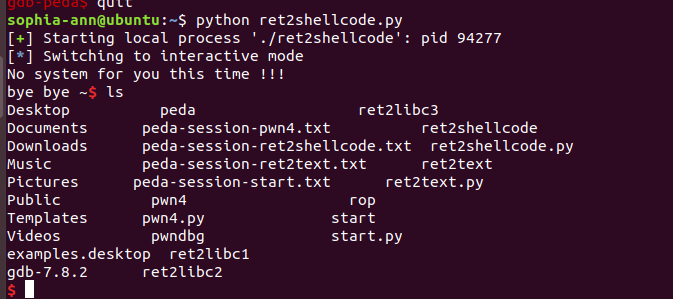 gdb-peda$ quit
sophia-ann@ubuntu:~$ python ret2shellcode.py
[+] Starting local process './ret2shellcode': pid 94277
[*] Switching to interactive mode
No system for you this time !!!
bye bye ~$ ls
Desktop peda ret2libc3
Documents peda-session-pwn4.txt ret2shellcode
Downloads peda-session-ret2shellcode.txt ret2shellcode.py
Music peda-session-ret2text.txt ret2text
Pictures peda-session-start.txt ret2text.py
Public pwn4 rop
Templates pwn4.py start
Videos pwndbg start.py
examples.desktop ret2libc1
gdb-7.8.2 ret2libc2
$